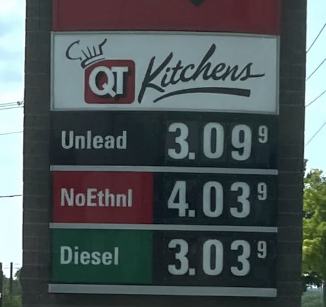 QT Kitchens
Unlead 3.09 9
NoEthnl 4.03 9
Diesel 3.03 9